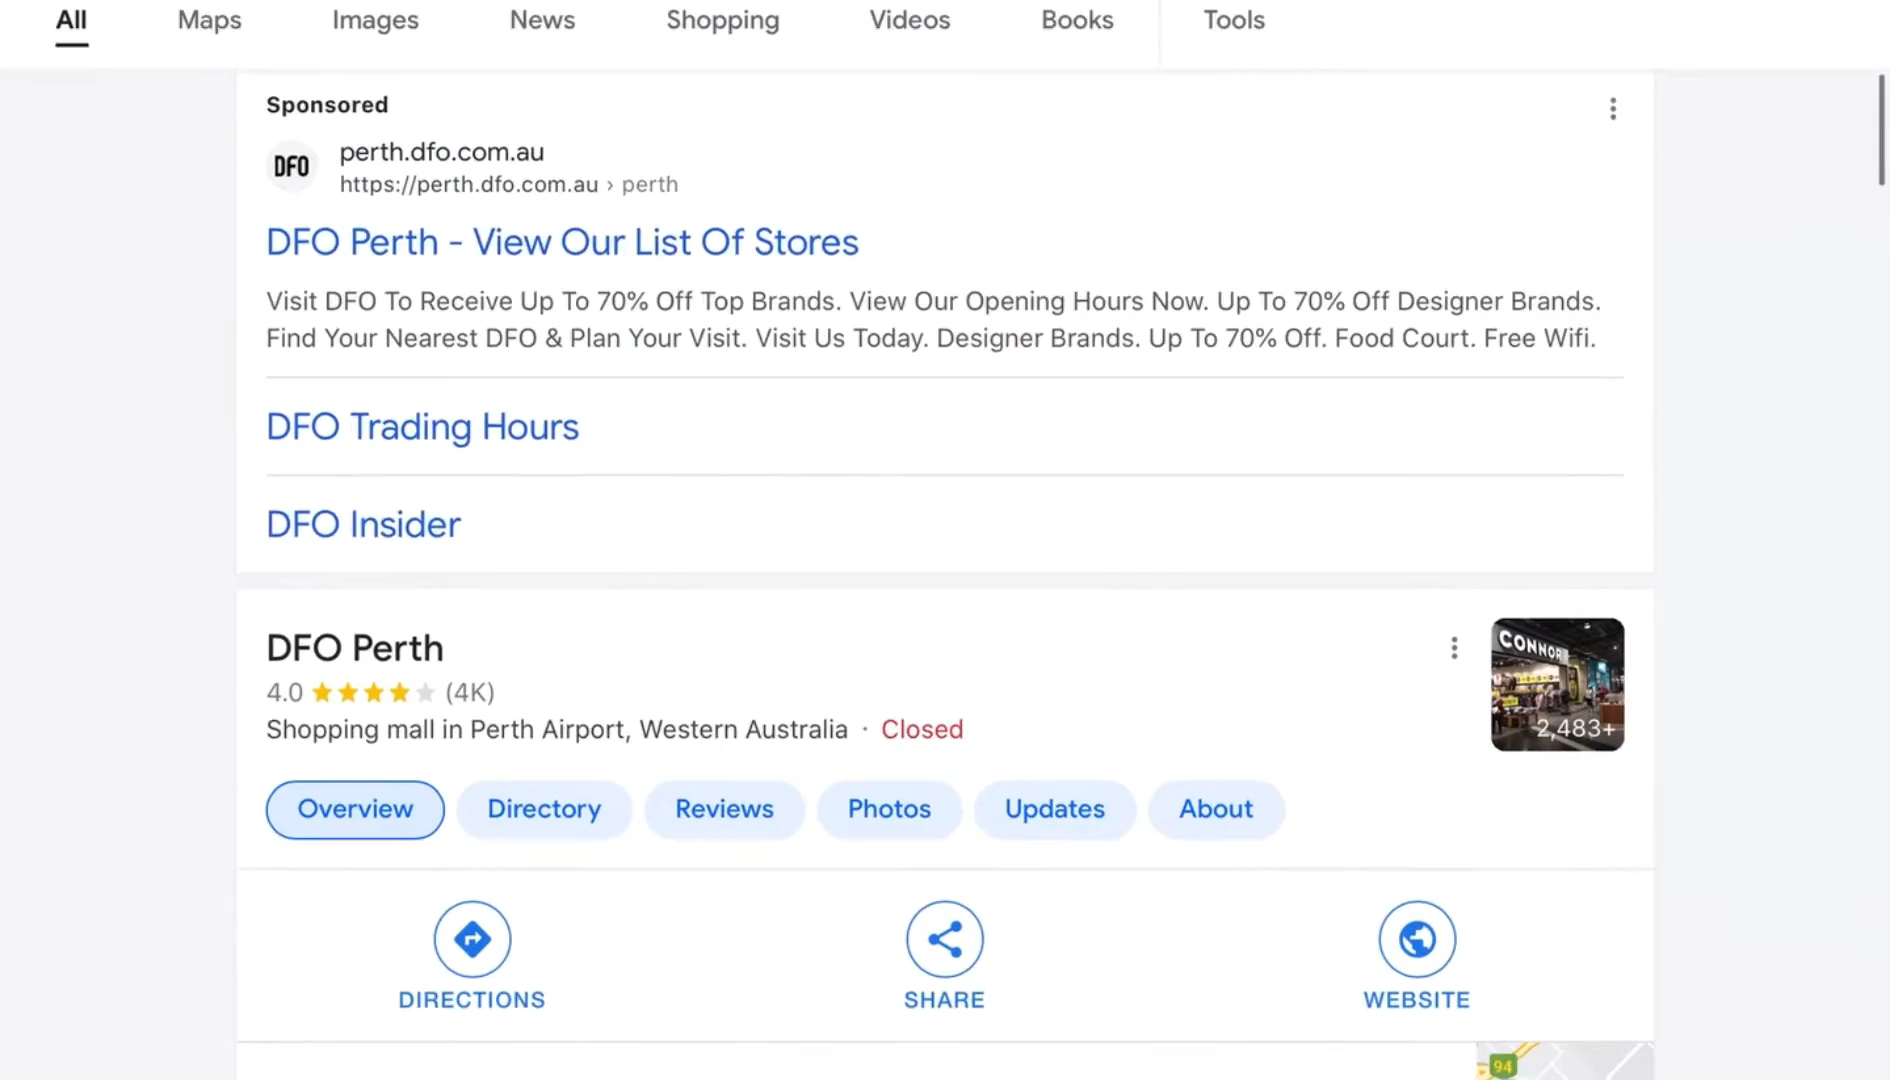 All Maps Images News Shopping Videos Books Tools
Sponsored
DFO
perth.dfo.com.au
https://perth.dfo.com.au › perth
DFO Perth - View Our List Of Stores
Visit DFO To Receive Up To 70% Off Top Brands. View Our Opening Hours Now. Up To 70% Off Designer Brands.
Find Your Nearest DFO & Plan Your Visit. Visit Us Today. Designer Brands. Up To 70% Off. Food Court. Free Wifi.
DFO Trading Hours
DFO Insider
DFO Perth
4.0 (4K)
Shopping mall in Perth Airport, Western Australia · Closed
CONNOR
2,483+
Overview Directory Reviews Photos Updates About
DIRECTIONS SHARE WEBSITE
94